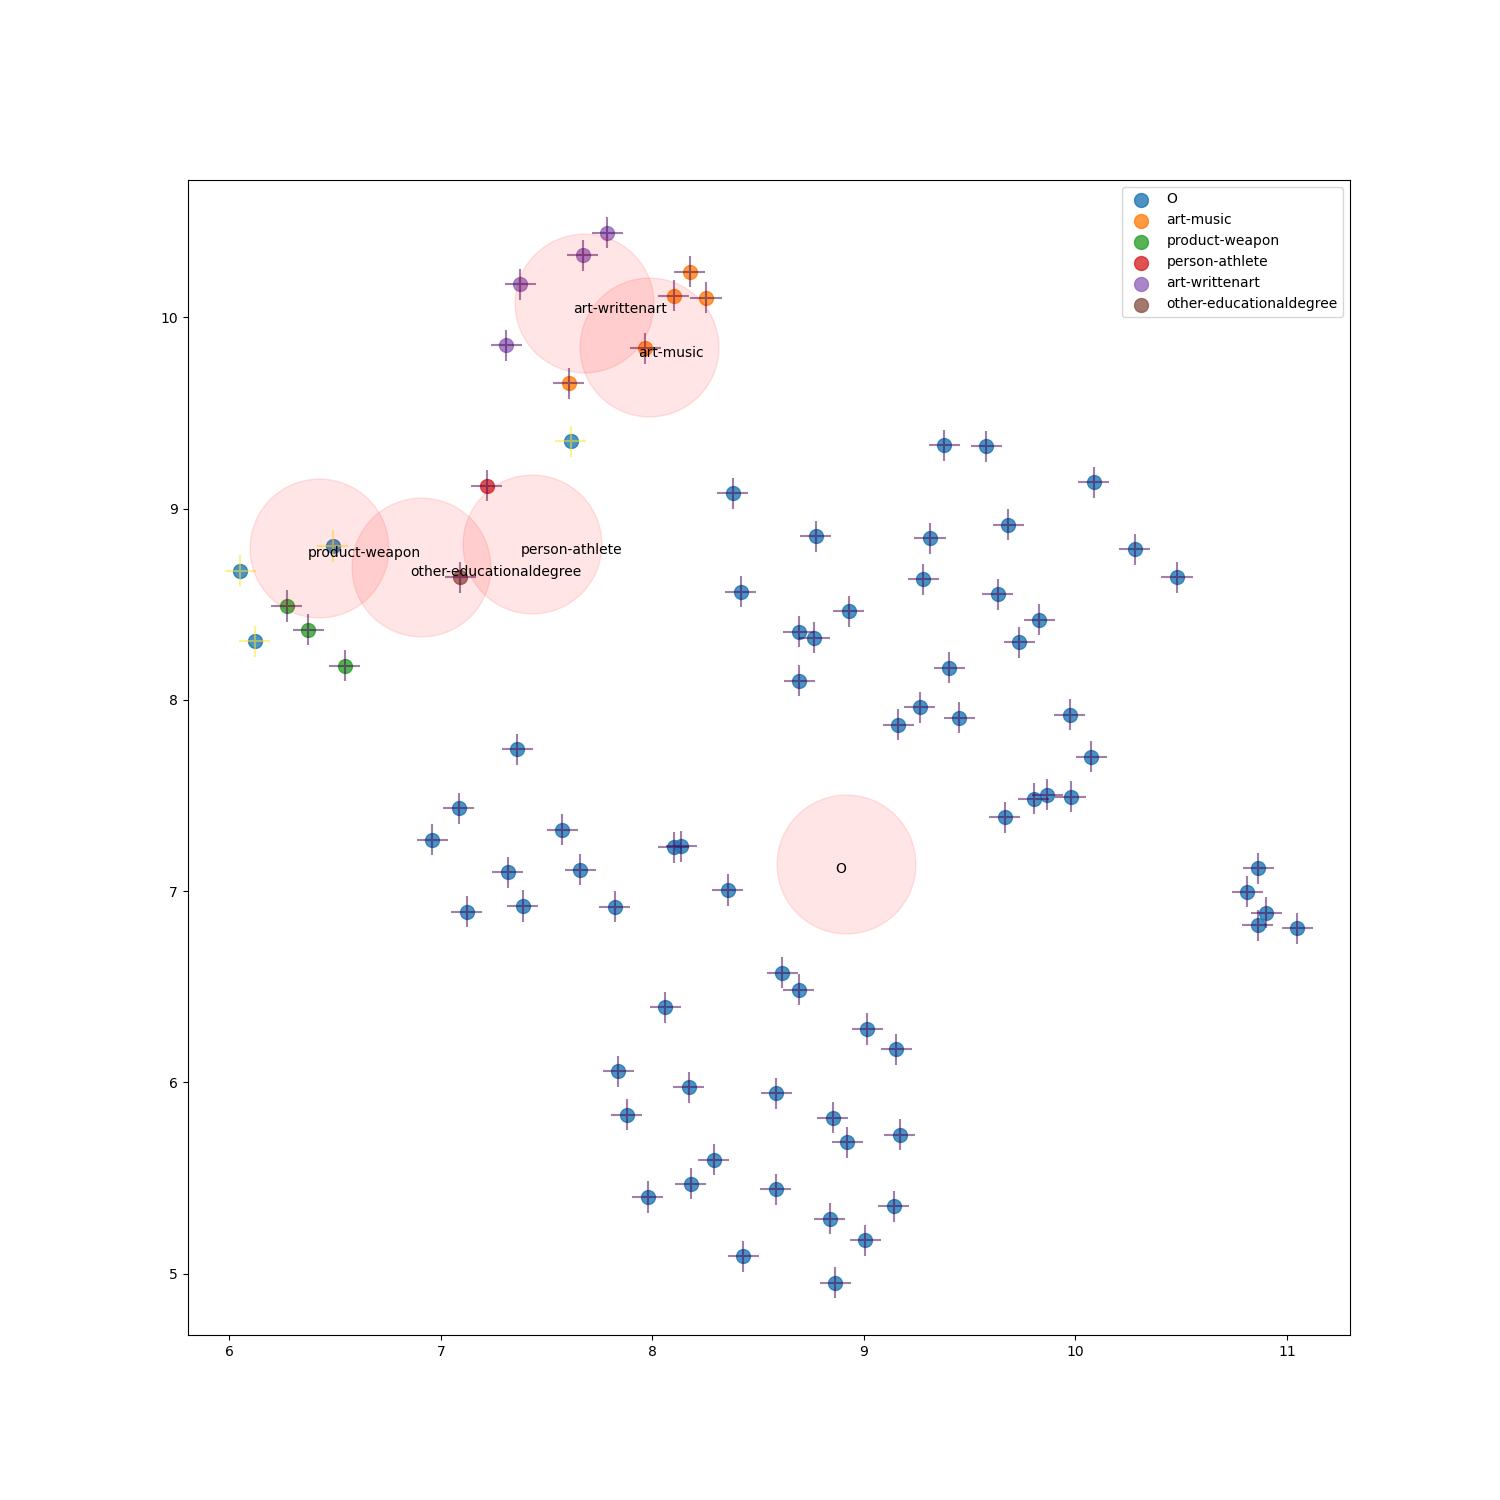 O
art-music
product-weapon
person-athlete
art-writtenart
other-educationaldegree
art-writtenart
art-music
product-weapon
person-athlete
other-educationaldegree
O
10
9
8
7
6
5
6 7 8 9 10 11